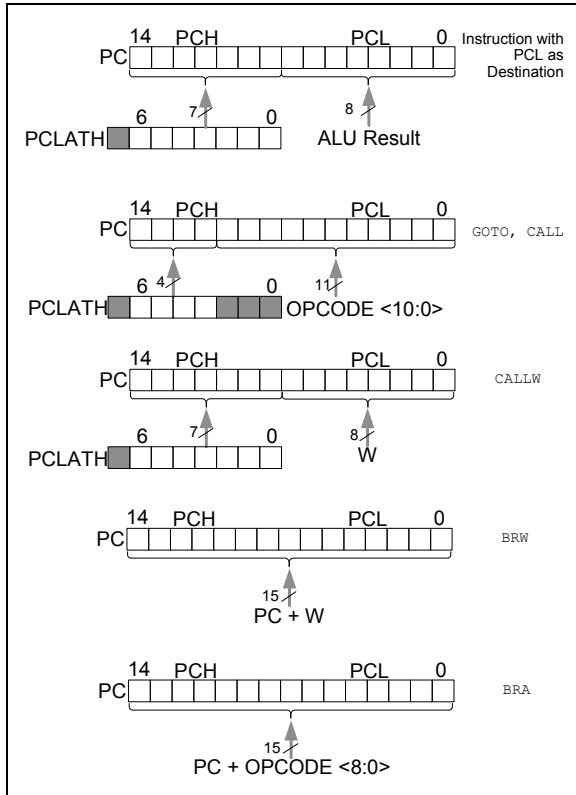 14 PCH PCL 0
PC
Instruction with
PCL as
Destination
7 8
6 0
PCLATH
ALU Result
14 PCH PCL 0
PC
GOTO, CALL
4 11
6 0
PCLATH
OPCODE <10:0>
14 PCH PCL 0
PC
CALLW
7 8
6 0
W
PCLATH
14 PCH PCL 0
PC
BRW
15
PC + W
14 PCH PCL 0
PC
BRA
15
PC + OPCODE <8:0>